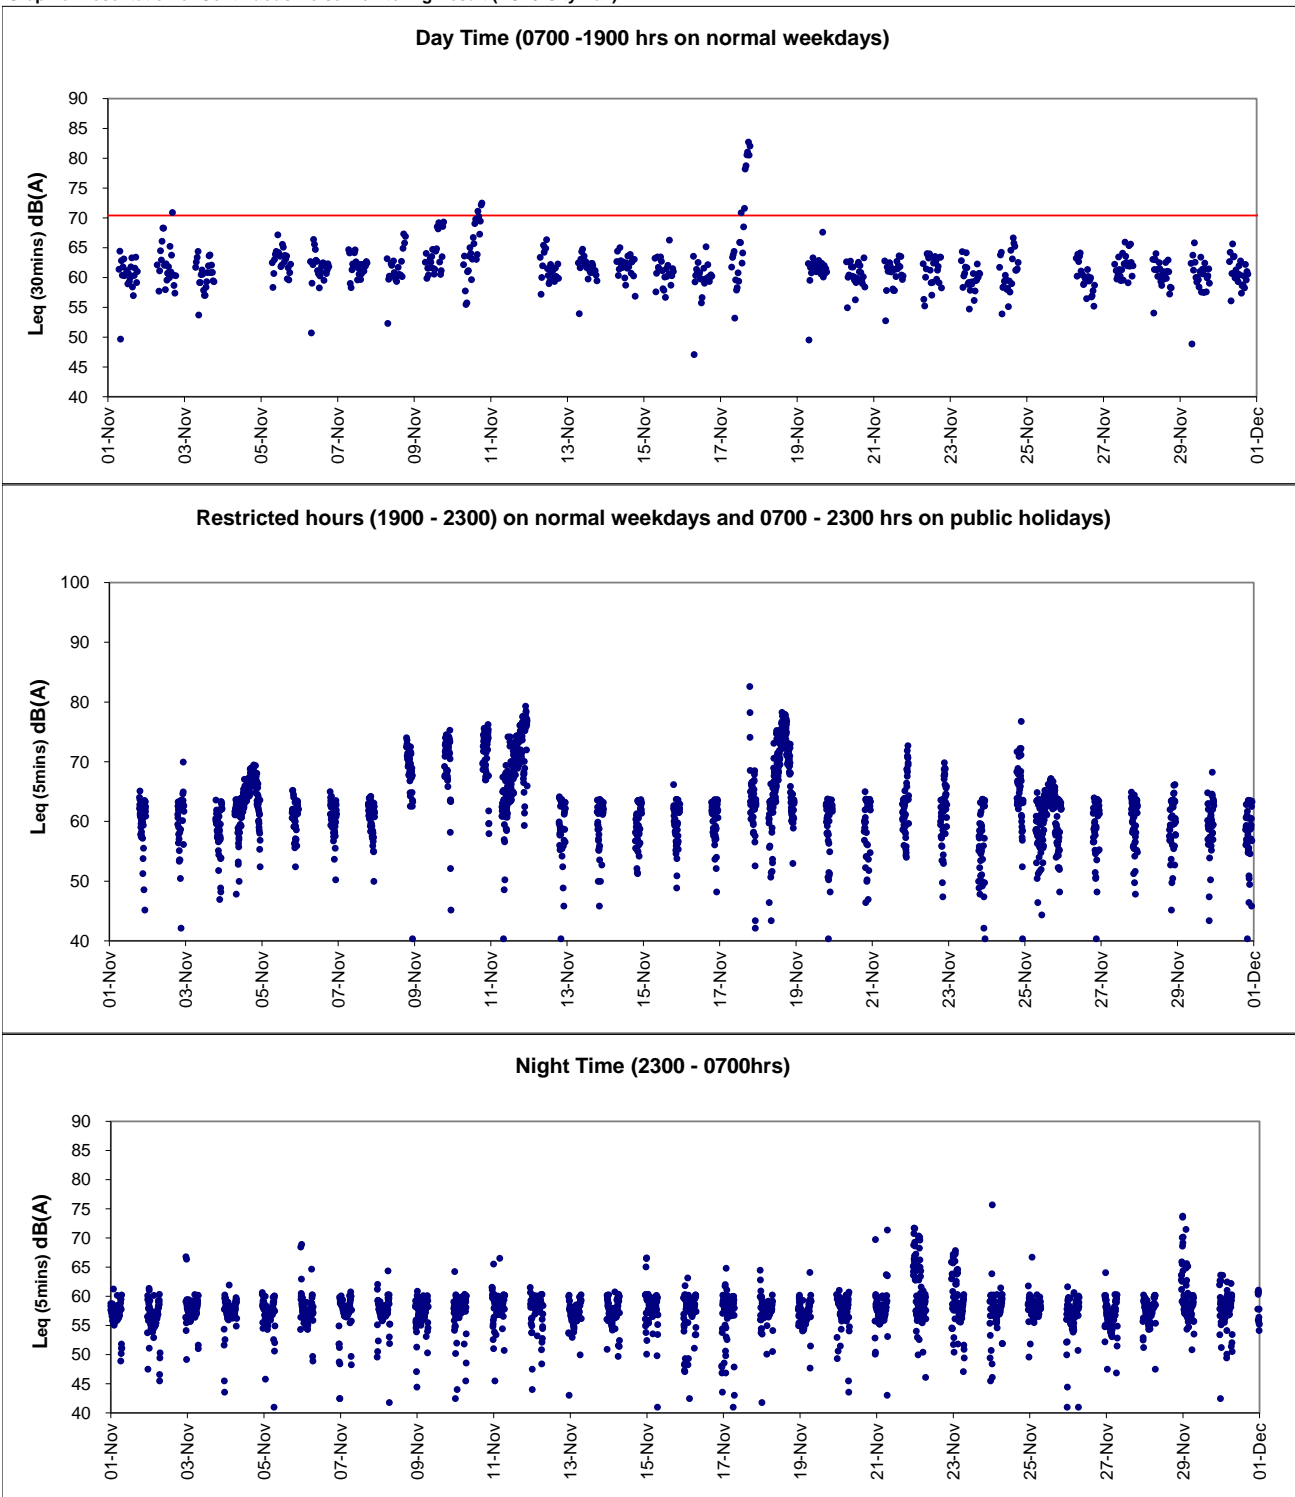 Day Time (0700 -1900 hrs on normal weekdays)
Leq (30mins) dB(A)
90
85
80
75
70
65
60
55
50
45
40
01-Nov
03-Nov
05-Nov
07-Nov
09-Nov
11-Nov
13-Nov
15-Nov
17-Nov
19-Nov
21-Nov
23-Nov
25-Nov
27-Nov
29-Nov
01-Dec
Restricted hours (1900 - 2300) on normal weekdays and 0700 - 2300 hrs on public holidays)
Leq (5mins) dB(A)
100
90
80
70
60
50
40
01-Nov
03-Nov
05-Nov
07-Nov
09-Nov
11-Nov
13-Nov
15-Nov
17-Nov
19-Nov
21-Nov
23-Nov
25-Nov
27-Nov
29-Nov
01-Dec
Night Time (2300 - 0700hrs)
Leq (5mins) dB(A)
90
85
80
75
70
65
60
55
50
45
40
01-Nov
03-Nov
05-Nov
07-Nov
09-Nov
11-Nov
13-Nov
15-Nov
17-Nov
19-Nov
21-Nov
23-Nov
25-Nov
27-Nov
29-Nov
01-Dec